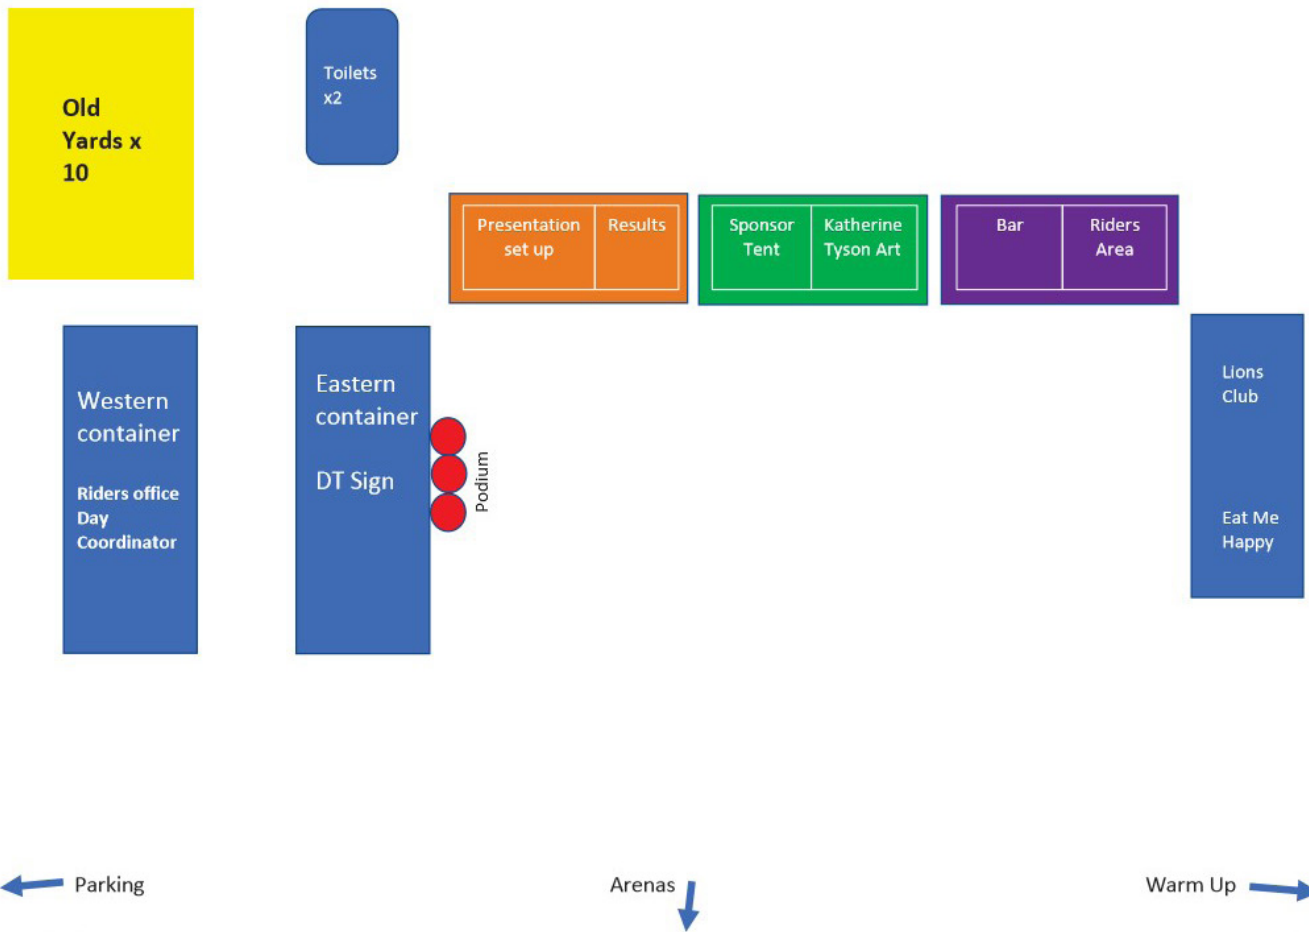 Old
Yards x
10
Toilets
x2
Presentation
set up
Results
Sponsor
Tent
Katherine
Tyson Art
Bar
Riders
Area
Western
container
Riders office
Day
Coordinator
Eastern
container
DT Sign
Podium
Lions
Club
Eat Me
Happy
Parking
Arenas
Warm Up